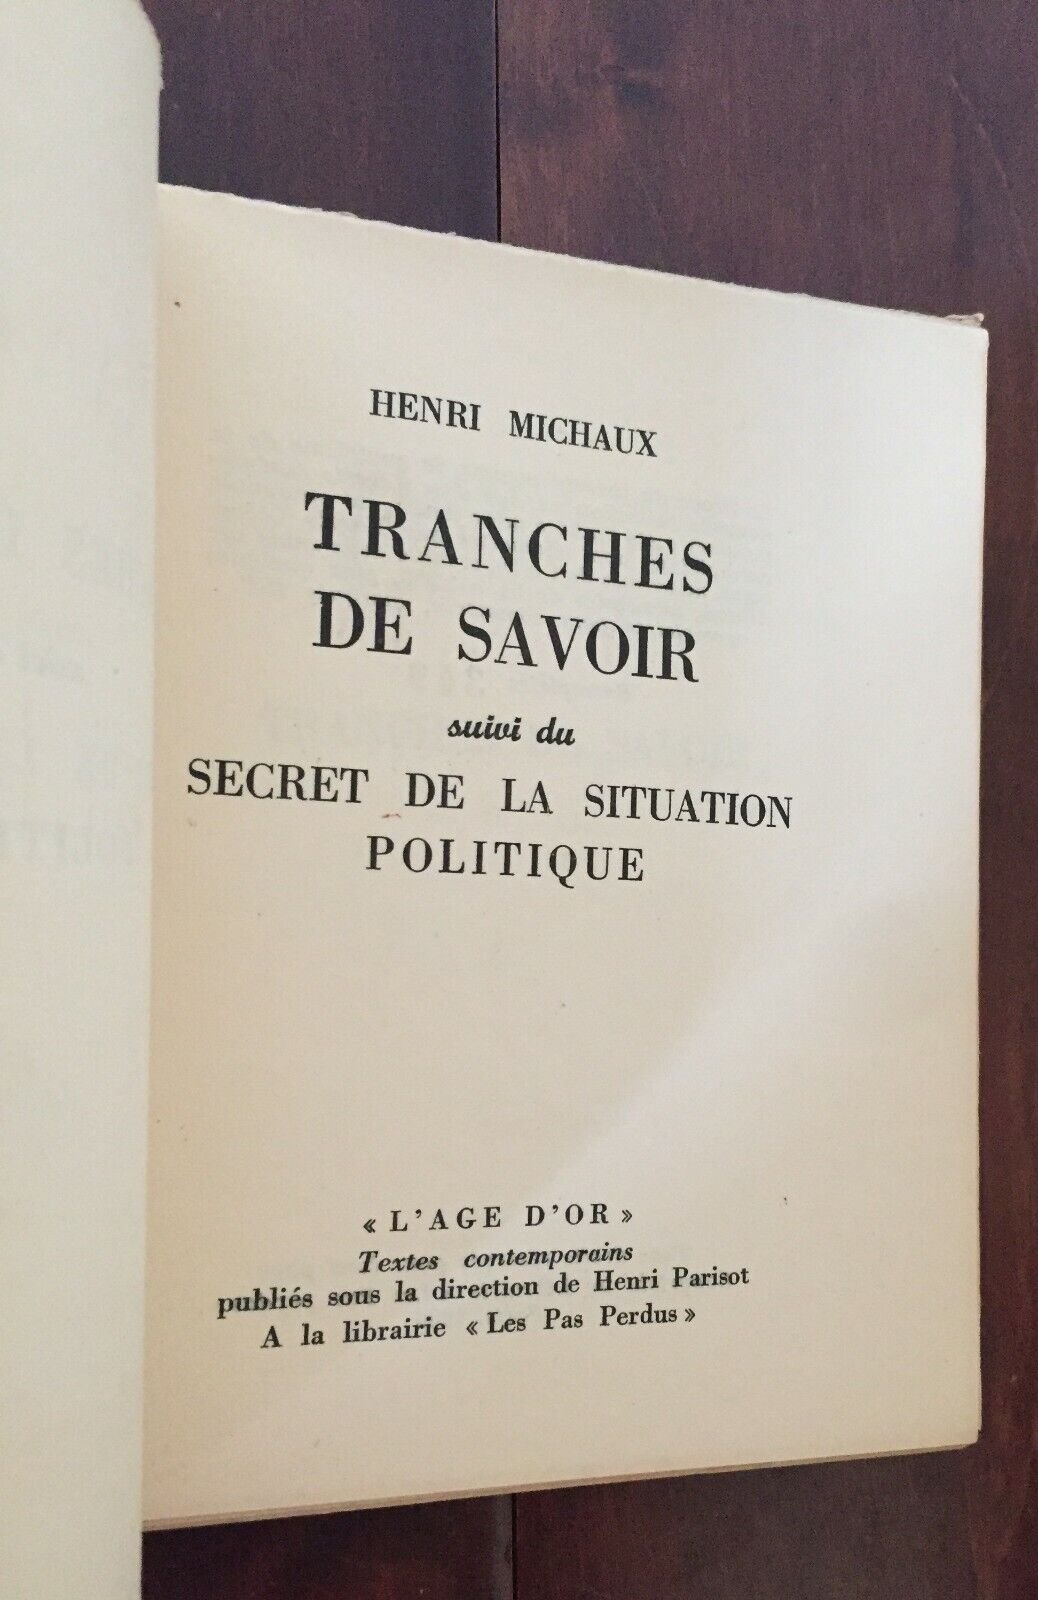 HENRI MICHAUX
TRANCHES
DE SAVOIR
suivi du
SECRET DE LA SITUATION
POLITIQUE
« L'AGE D'OR »
Textes contemporains
publiés sous la direction de Henri Parisot
A la librairie « Les Pas Perdus »